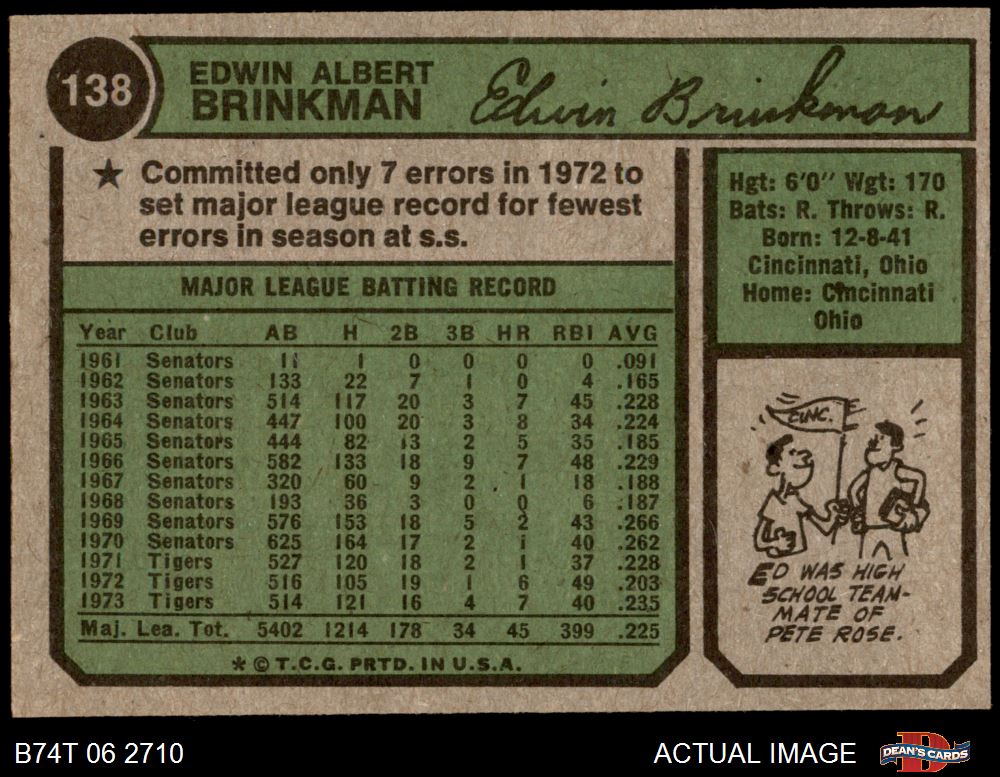 138
EDWIN ALBERT
BRINKMAN
Edwin Brinkman
★ Committed only 7 errors in 1972 to
set major league record for fewest
errors in season at s.s.
MAJOR LEAGUE BATTING RECORD
Year Club AB H 2B 3B HR RBI AVG
1961 Senators 11 1 0 0 0 0 .091
1962 Senators 133 22 7 1 0 4 .165
1963 Senators 514 117 20 3 7 45 .228
1964 Senators 447 100 20 3 8 34 .224
1965 Senators 444 82 13 2 5 35 .185
1966 Senators 582 133 18 9 7 48 .229
1967 Senators 320 60 9 2 1 18 .188
1968 Senators 193 36 3 0 0 6 .187
1969 Senators 576 153 18 5 2 43 .266
1970 Senators 625 164 17 2 1 40 .262
1971 Tigers 527 120 18 2 1 37 .228
1972 Tigers 516 105 19 1 6 49 .203
1973 Tigers 514 121 16 4 7 40 .235
Maj. Lea. Tot. 5402 1214 178 34 45 399 .225
* © T.C.G. PRTD. IN U.S.A.
Hgt: 6'0" Wgt: 170
Bats: R. Throws: R.
Born: 12-8-41
Cincinnati, Ohio
Home: Cincinnati
Ohio
CINC.
ED WAS HIGH
SCHOOL TEAM-
MATE OF
PETE ROSE.
B74T 06 2710
ACTUAL IMAGE
DEAN'S CARDS